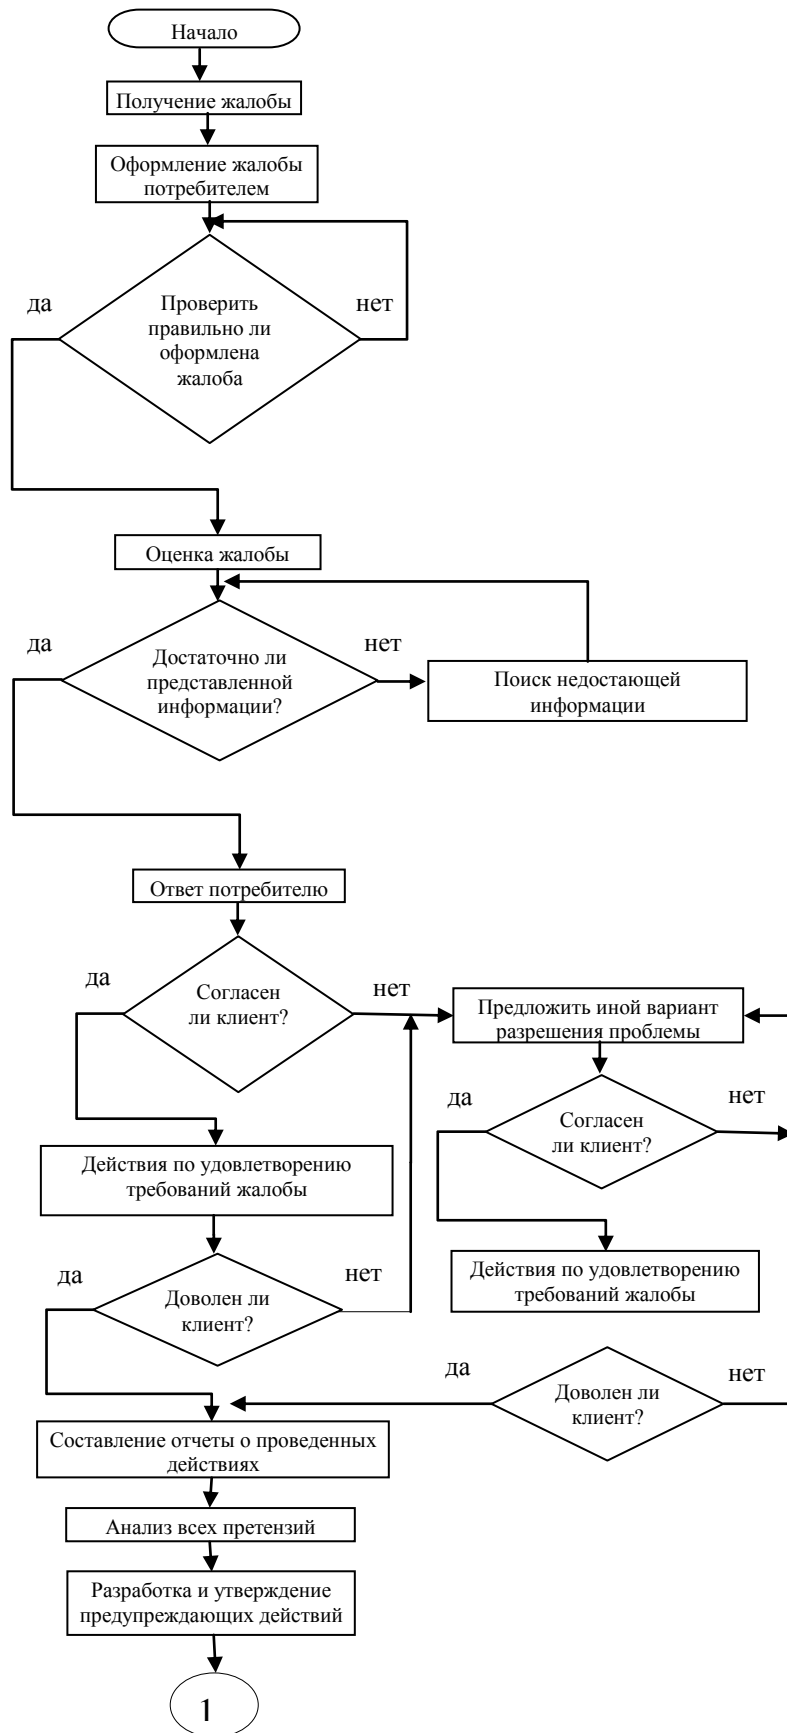 Начало
Получение жалобы
Оформление жалобы
потребителем
да
нет
Проверить
правильно ли
оформлена
жалоба
Оценка жалобы
да
нет
Достаточно ли
представленной
информации?
Поиск недостающей
информации
Ответ потребителю
да
Согласен
ли клиент?
нет
Предложить иной вариант
разрешения проблемы
да
Согласен
ли клиент?
нет
Действия по удовлетворению
требований жалобы
Действия по удовлетворению
требований жалобы
да
Доволен ли
клиент?
нет
да
Доволен ли
клиент?
нет
Составление отчеты о проведенных
действиях
Анализ всех претензий
Разработка и утверждение
предупреждающих действий
1